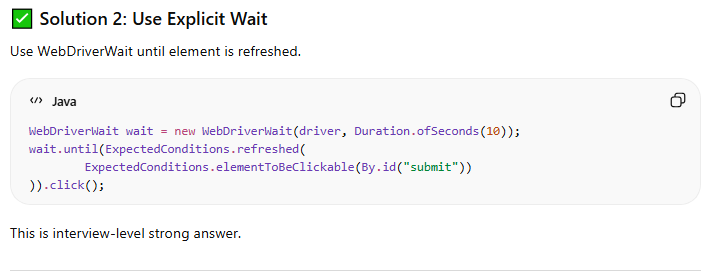 ✅ Solution 2: Use Explicit Wait
Use WebDriverWait until element is refreshed.
</> Java
WebDriverWait wait = new WebDriverWait(driver, Duration.ofSeconds(10));
wait.until(ExpectedConditions.refreshed(
        ExpectedConditions.elementToBeClickable(By.id("submit"))
)).click();
This is interview-level strong answer.